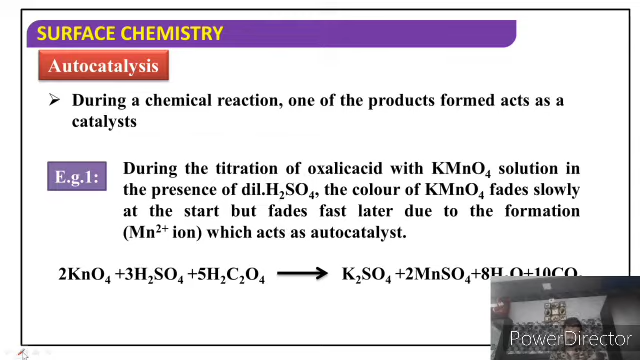 SURFACE CHEMISTRY
Autocatalysis
➢ During a chemical reaction, one of the products formed acts as a
catalysts
E.g.1:
During the titration of oxalicacid with KMnO₄ solution in
the presence of dil.H₂SO₄, the colour of KMnO₄ fades slowly
at the start but fades fast later due to the formation
(Mn²⁺ ion) which acts as autocatalyst.
2KnO₄ +3H₂SO₄ +5H₂C₂O₄ ⟶ K₂SO₄ +2MnSO₄+8H₂O+10CO₂
PowerDirector